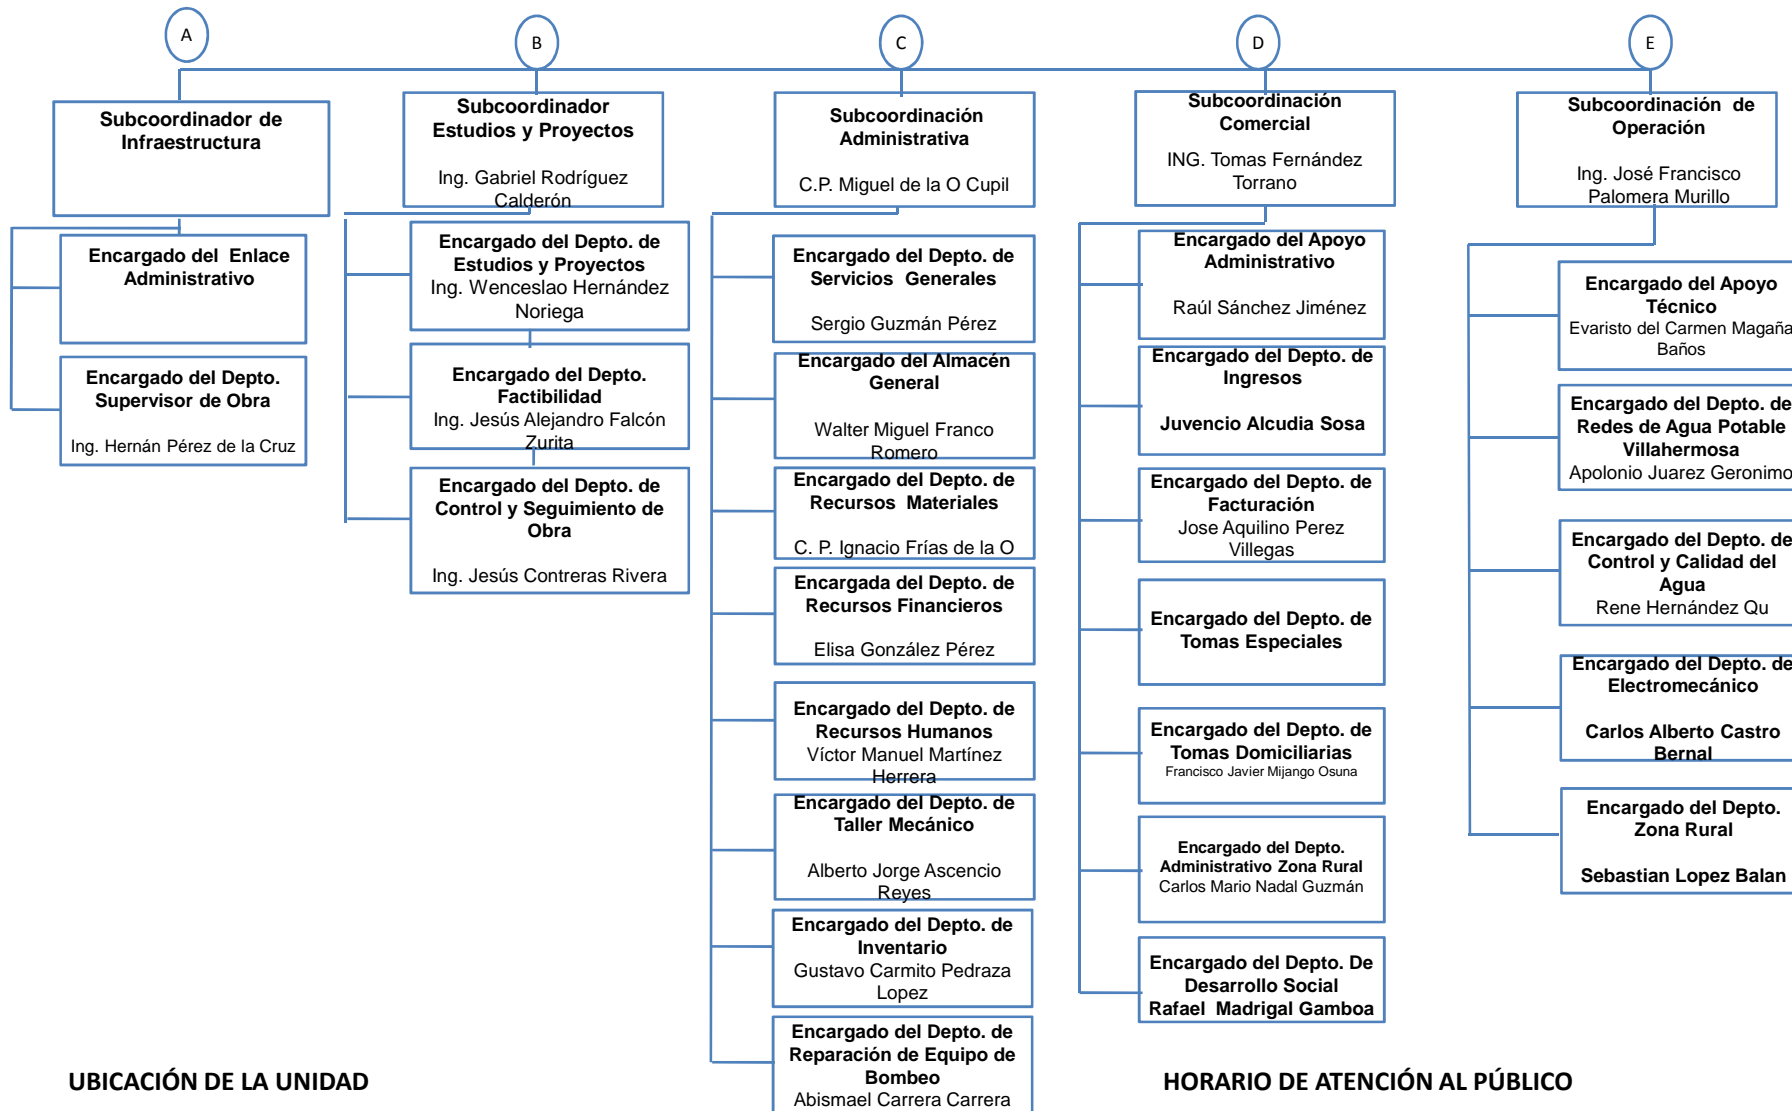 A
B
C
D
E
Subcoordinador de
Infraestructura
Encargado del Enlace
Administrativo
Encargado del Depto.
Supervisor de Obra
Ing. Hernán Pérez de la Cruz
Subcoordinador
Estudios y Proyectos
Ing. Gabriel Rodríguez
Calderón
Encargado del Depto. de
Estudios y Proyectos
Ing. Wenceslao Hernández
Noriega
Encargado del Depto.
Factibilidad
Ing. Jesús Alejandro Falcón
Zurita
Encargado del Depto. de
Control y Seguimiento de
Obra
Ing. Jesús Contreras Rivera
Subcoordinación
Administrativa
C.P. Miguel de la O Cupil
Encargado del Depto. de
Servicios Generales
Sergio Guzmán Pérez
Encargado del Almacén
General
Walter Miguel Franco
Romero
Encargado del Depto. de
Recursos Materiales
C. P. Ignacio Frías de la O
Encargada del Depto. de
Recursos Financieros
Elisa González Pérez
Encargado del Depto. de
Recursos Humanos
Víctor Manuel Martínez
Herrera
Encargado del Depto. de
Taller Mecánico
Alberto Jorge Ascencio
Reyes
Encargado del Depto. de
Inventario
Gustavo Carmito Pedraza
Lopez
Encargado del Depto. de
Reparación de Equipo de
Bombeo
Abismael Carrera Carrera
Subcoordinación
Comercial
ING. Tomas Fernández
Torrano
Encargado del Apoyo
Administrativo
Raúl Sánchez Jiménez
Encargado del Depto. de
Ingresos
Juvencio Alcudia Sosa
Encargado del Depto. de
Facturación
Jose Aquilino Perez
Villegas
Encargado del Depto. de
Tomas Especiales
Encargado del Depto. de
Tomas Domiciliarias
Francisco Javier Mijango Osuna
Encargado del Depto.
Administrativo Zona Rural
Carlos Mario Nadal Guzmán
Encargado del Depto. De
Desarrollo Social
Rafael Madrigal Gamboa
Subcoordinación de
Operación
Ing. José Francisco
Palomera Murillo
Encargado del Apoyo
Técnico
Evaristo del Carmen Magaña
Baños
Encargado del Depto. de
Redes de Agua Potable
Villahermosa
Apolonio Juarez Geronimo
Encargado del Depto. de
Control y Calidad del
Agua
Rene Hernández Qu
Encargado del Depto. de
Electromecánico
Carlos Alberto Castro
Bernal
Encargado del Depto.
Zona Rural
Sebastian Lopez Balan
UBICACIÓN DE LA UNIDAD
HORARIO DE ATENCIÓN AL PÚBLICO